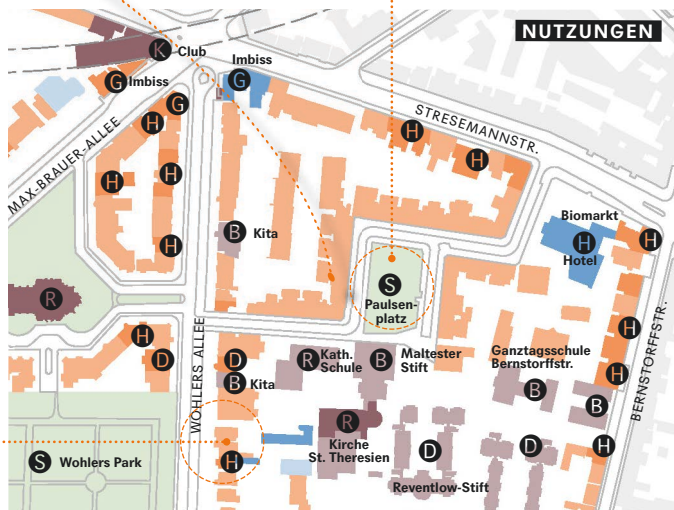 NUTZUNGEN
K Club
Imbiss
G
G Imbiss
G
H
STRESEMANNSTR.
H
H
MAX-BRAUER-ALLEE
H
H
Biomarkt
B Kita
H
H
H
Hotel
S
Paulsen-
platz
R
H
H
D
WOHLERS ALLEE
D
R Kath.
Schule
B Maltester
Stift
Ganztagsschule
Bernstorffstr.
H
H
BERNSTORFFSTR.
B Kita
B
B
R
Kirche
St. Theresien
D
D
H
S Wohlers Park
H
Reventlow-Stift